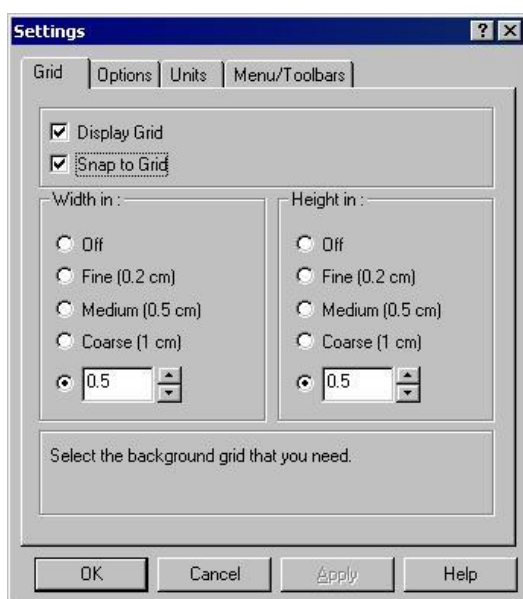 Settings
Grid Options Units Menu/Toolbars
Display Grid
Snap to Grid
Width in :
Off
Fine (0.2 cm)
Medium (0.5 cm)
Coarse (1 cm)
0.5
Height in :
Off
Fine (0.2 cm)
Medium (0.5 cm)
Coarse (1 cm)
0.5
Select the background grid that you need.
OK Cancel Apply Help